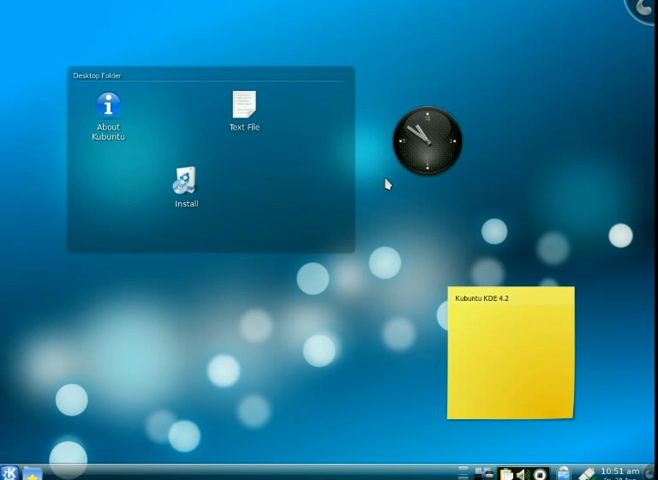 Desktop Folder
About
Kubuntu
Text File
Install
Kubuntu KDE 4.2
10:51 am